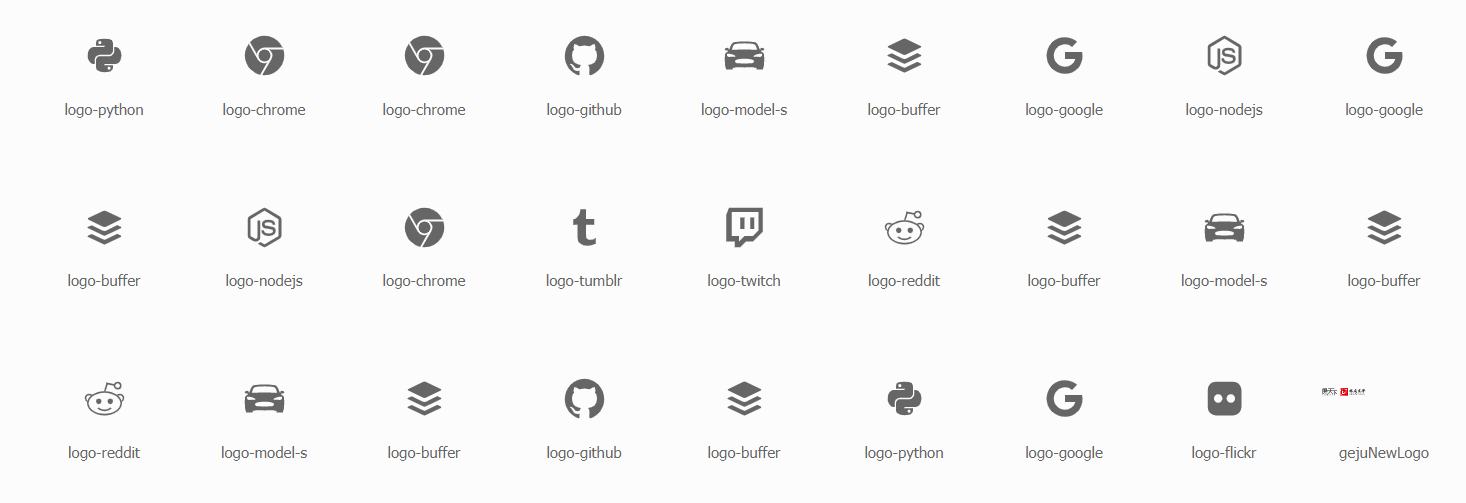 logo-python logo-chrome logo-chrome logo-github logo-model-s logo-buffer logo-google logo-nodejs logo-google
logo-buffer logo-nodejs logo-chrome logo-tumblr logo-twitch logo-reddit logo-buffer logo-model-s logo-buffer
logo-reddit logo-model-s logo-buffer logo-github logo-buffer logo-python logo-google logo-flickr gejuNewLogo